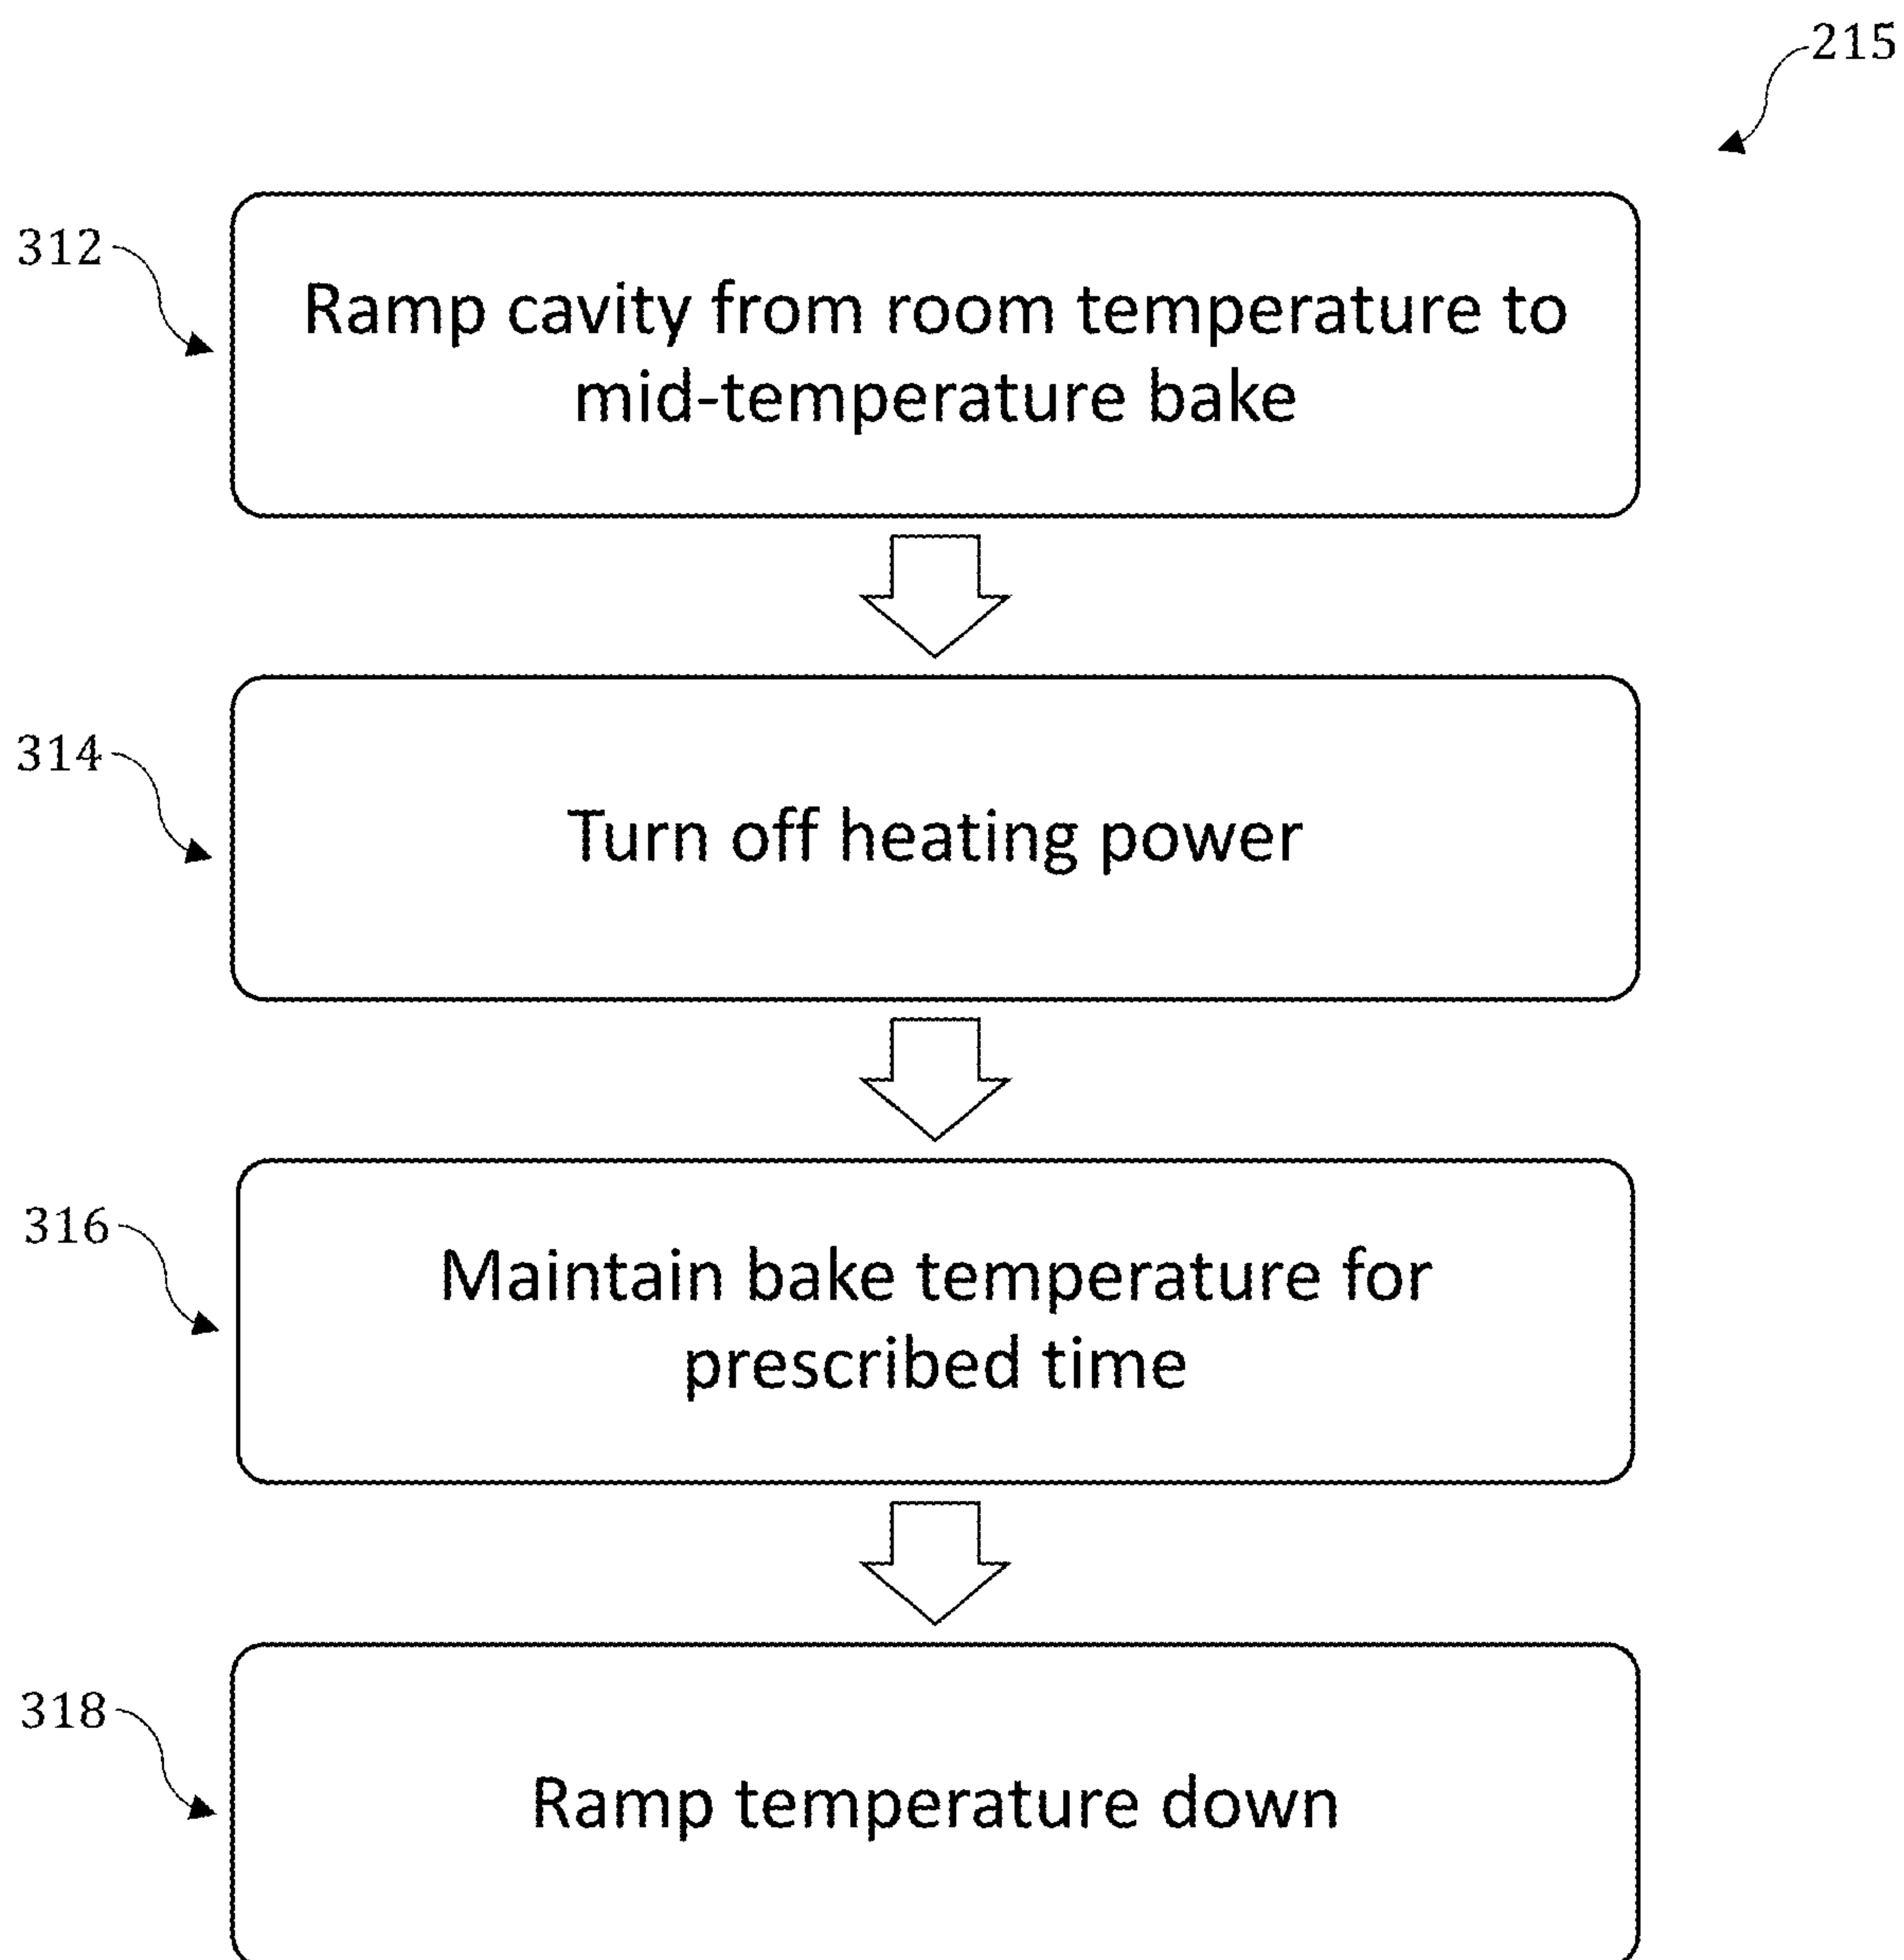 215
312
Ramp cavity from room temperature to
mid-temperature bake
314
Turn off heating power
316
Maintain bake temperature for
prescribed time
318
Ramp temperature down